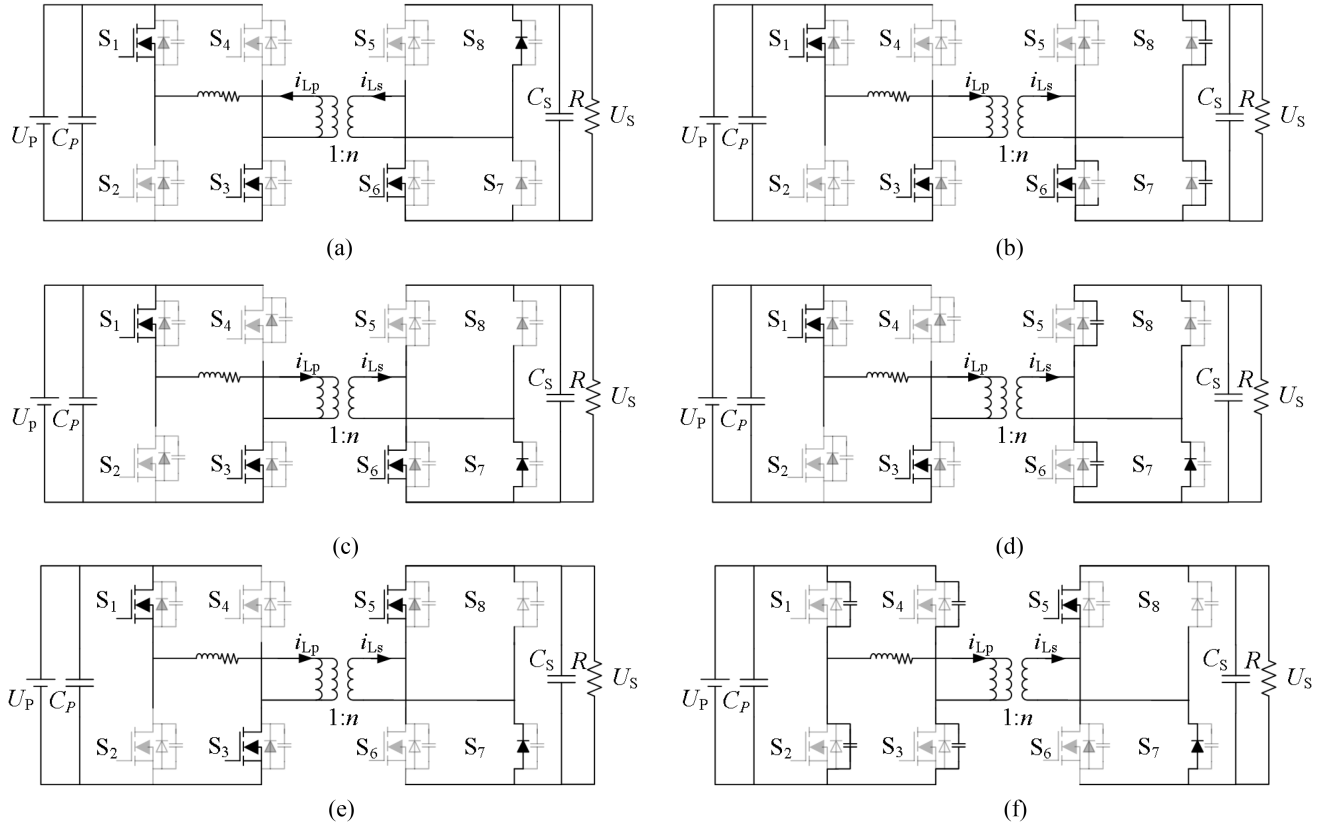 S1 S4 S5 S8
iLp iLs CS R US
UP CP
1:n
S2 S3 S6 S7
(a)
S1 S4 S5 S8
iLp iLs CS R US
UP CP
1:n
S2 S3 S6 S7
(b)
S1 S4 S5 S8
iLp iLs CS R US
Up CP
1:n
S2 S3 S6 S7
(c)
S1 S4 S5 S8
iLp iLs CS R US
UP CP
1:n
S2 S3 S6 S7
(d)
S1 S4 S5 S8
iLp iLs CS R US
UP CP
1:n
S2 S3 S6 S7
(e)
S1 S4 S5 S8
iLp iLs CS R US
UP CP
1:n
S2 S3 S6 S7
(f)